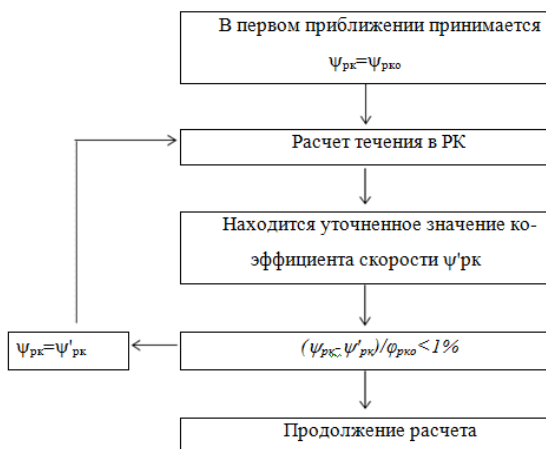 В первом приближении принимается
ψрк=ψрко
Расчет течения в РК
Находится уточненное значение ко-
эффициента скорости ψ'рк
ψрк=ψ'рк
(ψрк-ψ'рк)/φрко<1%
Продолжение расчета